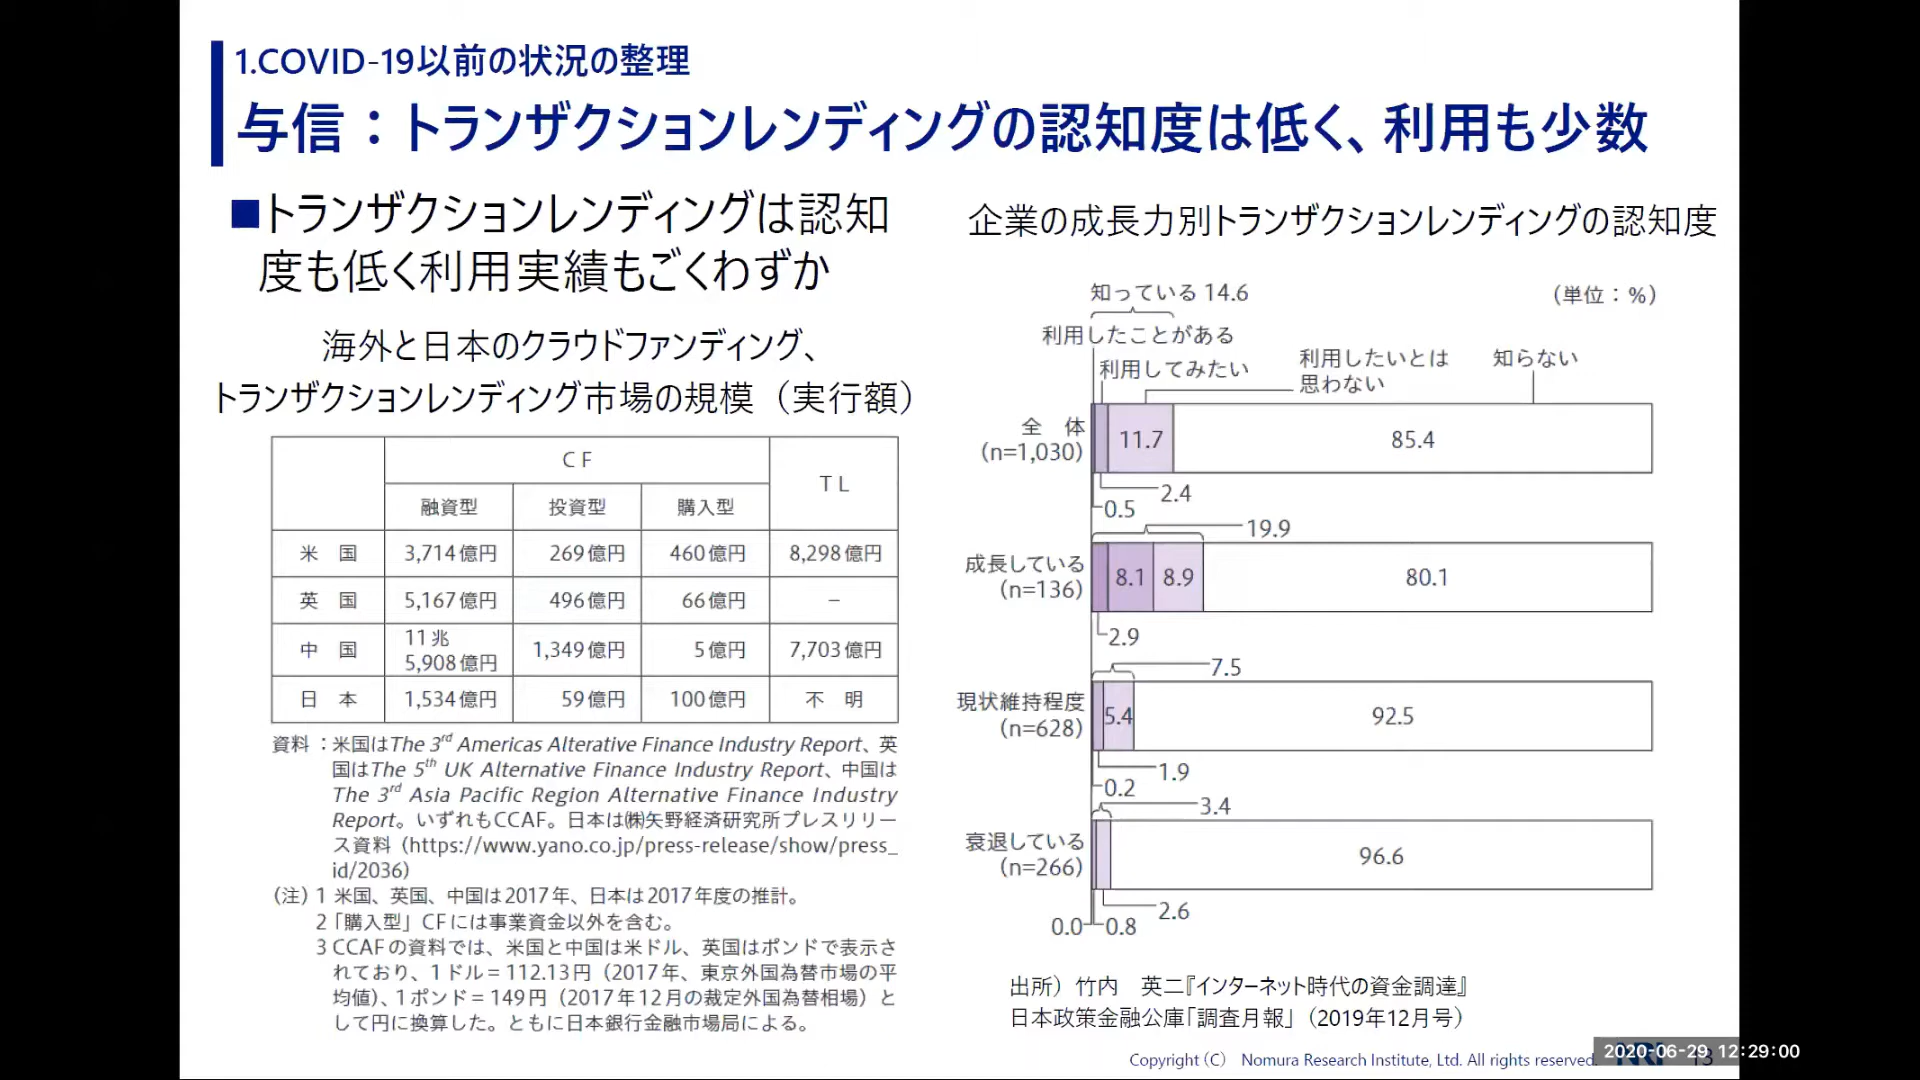 1.COVID-19以前の状況の整理
与信：トランザクションレンディングの認知度は低く、利用も少数
■トランザクションレンディングは認知
度も低く利用実績もごくわずか
海外と日本のクラウドファンディング、
トランザクションレンディング市場の規模（実行額）
CF
TL
融資型 投資型 購入型
米 国 3,714億円 269億円 460億円 8,298億円
英 国 5,167億円 496億円 66億円 −
中 国 11兆 5,908億円 1,349億円 5億円 7,703億円
日 本 1,534億円 59億円 100億円 不 明
資料：米国はThe 3rd Americas Alterative Finance Industry Report、英
国はThe 5th UK Alternative Finance Industry Report、中国は
The 3rd Asia Pacific Region Alternative Finance Industry
Report。いずれもCCAF。日本は㈱矢野経済研究所プレスリリー
ス資料（https://www.yano.co.jp/press-release/show/press_
id/2036）
（注）1 米国、英国、中国は2017年、日本は2017年度の推計。
2「購入型」CFには事業資金以外を含む。
3 CCAFの資料では、米国と中国は米ドル、英国はポンドで表示さ
れており、1ドル＝112.13円（2017年、東京外国為替市場の平
均値）、1ポンド＝149円（2017年12月の裁定外国為替相場）と
して円に換算した。ともに日本銀行金融市場局による。
企業の成長力別トランザクションレンディングの認知度
知っている 14.6
（単位：％）
利用したことがある
利用してみたい
利用したいとは
思わない
知らない
全 体
（n=1,030）
11.7
85.4
2.4
0.5
19.9
成長している
（n=136）
8.1
8.9
80.1
2.9
7.5
現状維持程度
（n=628）
5.4
92.5
1.9
0.2
3.4
衰退している
（n=266）
96.6
2.6
0.0
0.8
出所）竹内 英二『インターネット時代の資金調達』
日本政策金融公庫「調査月報」（2019年12月号）
Copyright（C） Nomura Research Institute, Ltd. All rights reserved.
NRI
13
2020-06-29 12:29:00